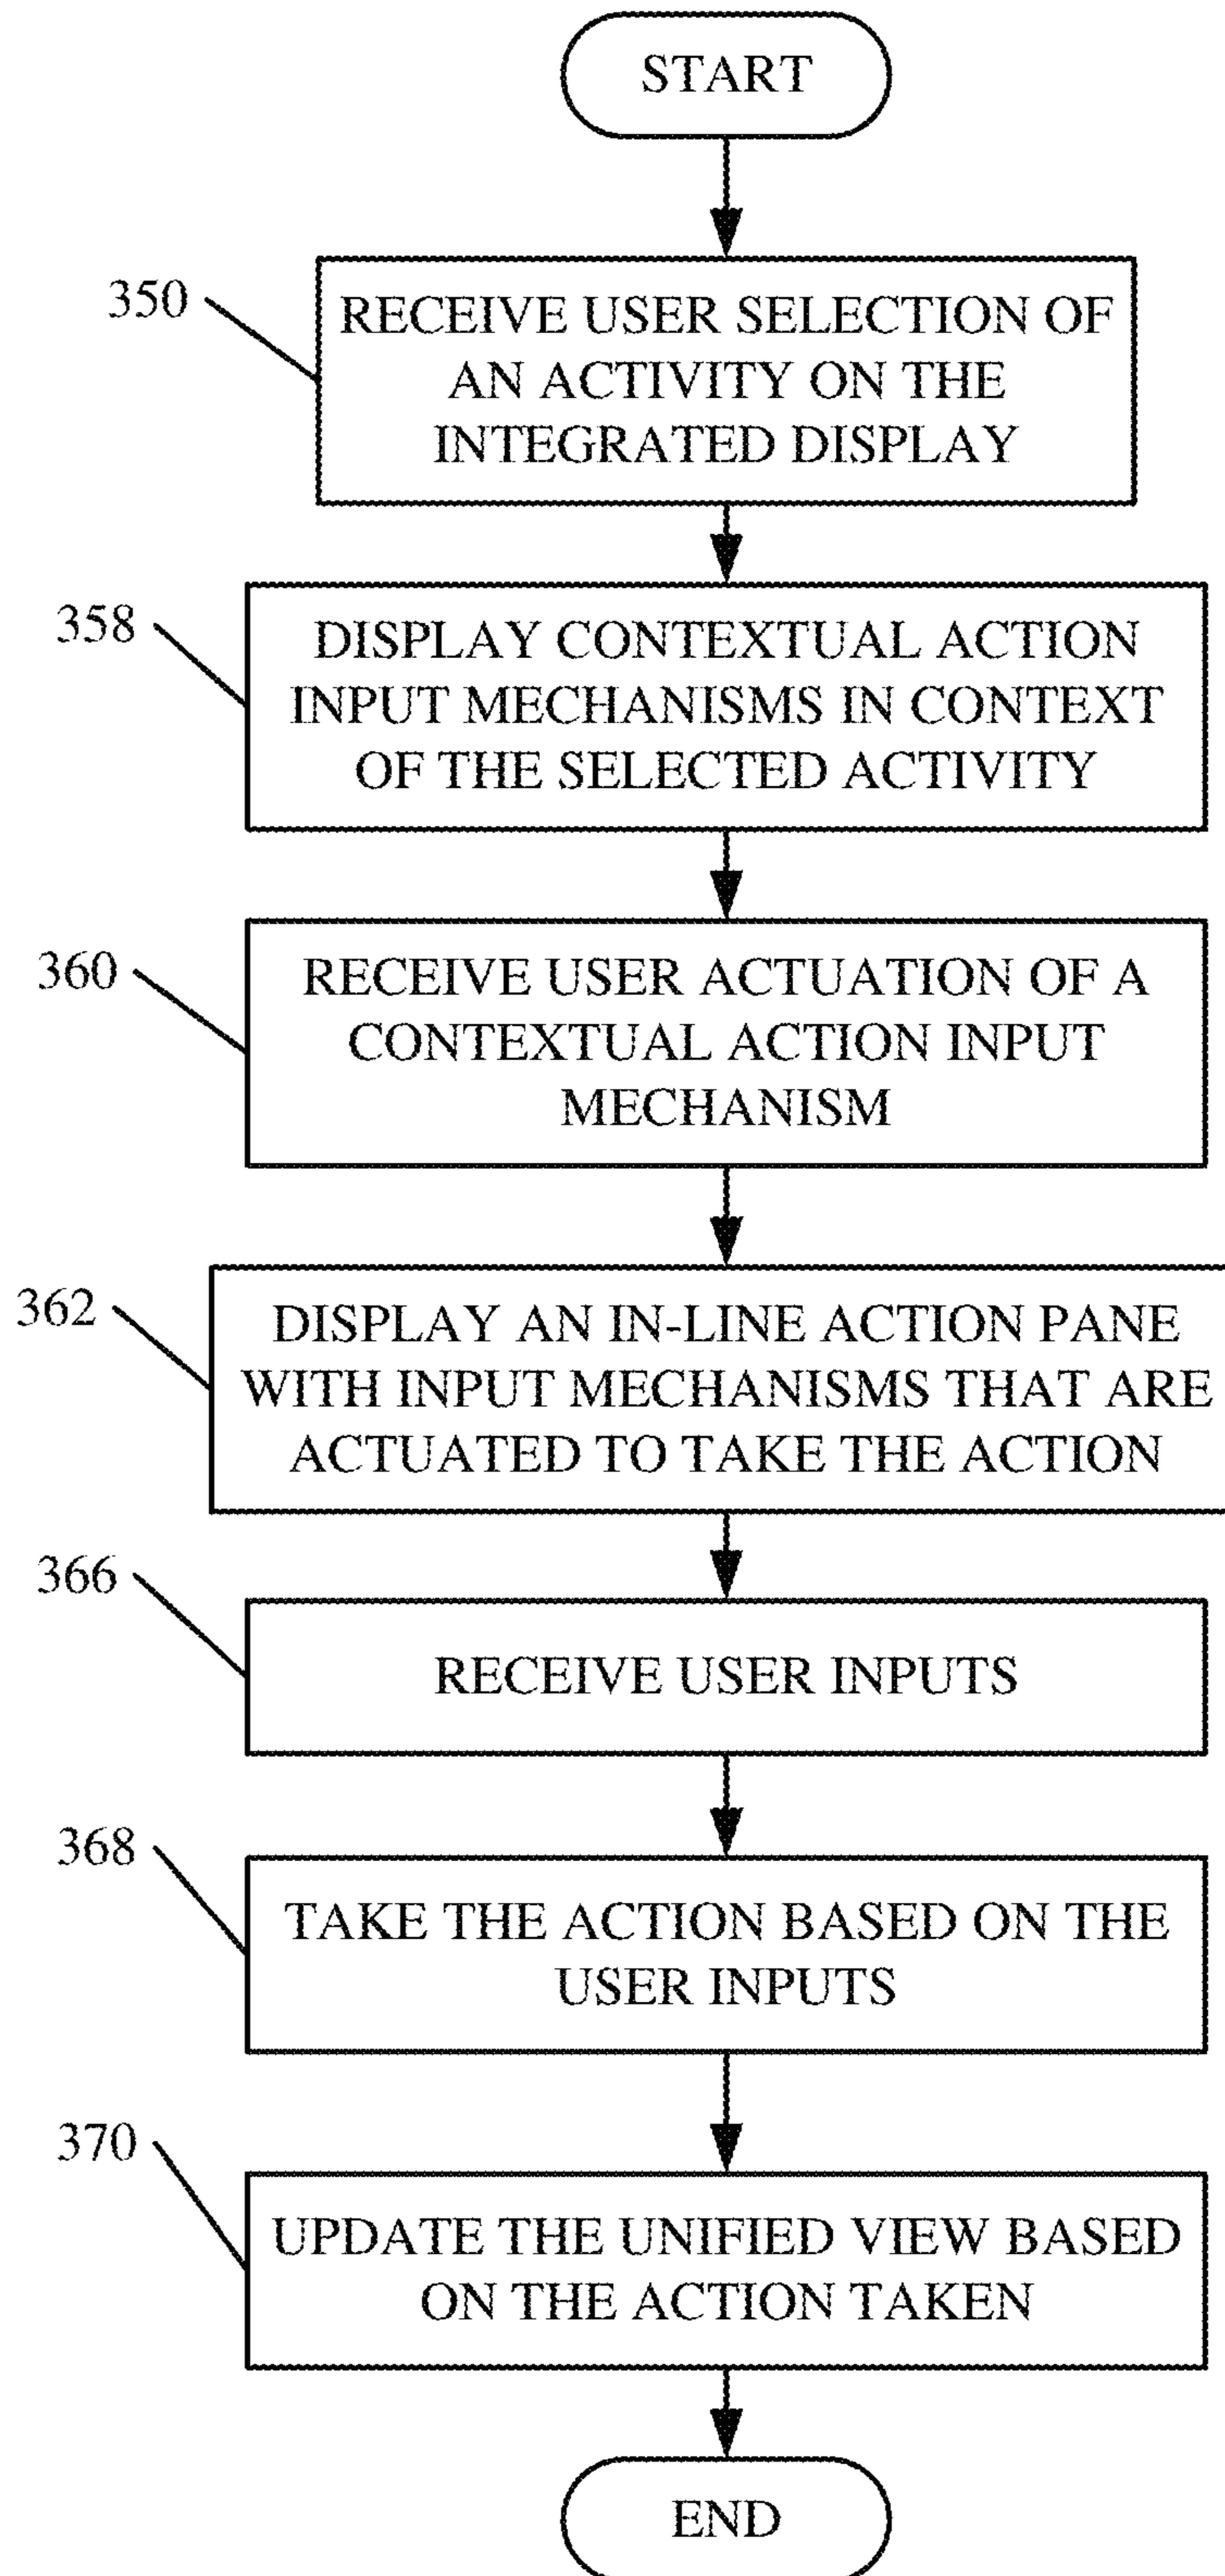 START
350
RECEIVE USER SELECTION OF
AN ACTIVITY ON THE
INTEGRATED DISPLAY
358
DISPLAY CONTEXTUAL ACTION
INPUT MECHANISMS IN CONTEXT
OF THE SELECTED ACTIVITY
360
RECEIVE USER ACTUATION OF A
CONTEXTUAL ACTION INPUT
MECHANISM
362
DISPLAY AN IN-LINE ACTION PANE
WITH INPUT MECHANISMS THAT ARE
ACTUATED TO TAKE THE ACTION
366
RECEIVE USER INPUTS
368
TAKE THE ACTION BASED ON THE
USER INPUTS
370
UPDATE THE UNIFIED VIEW BASED
ON THE ACTION TAKEN
END